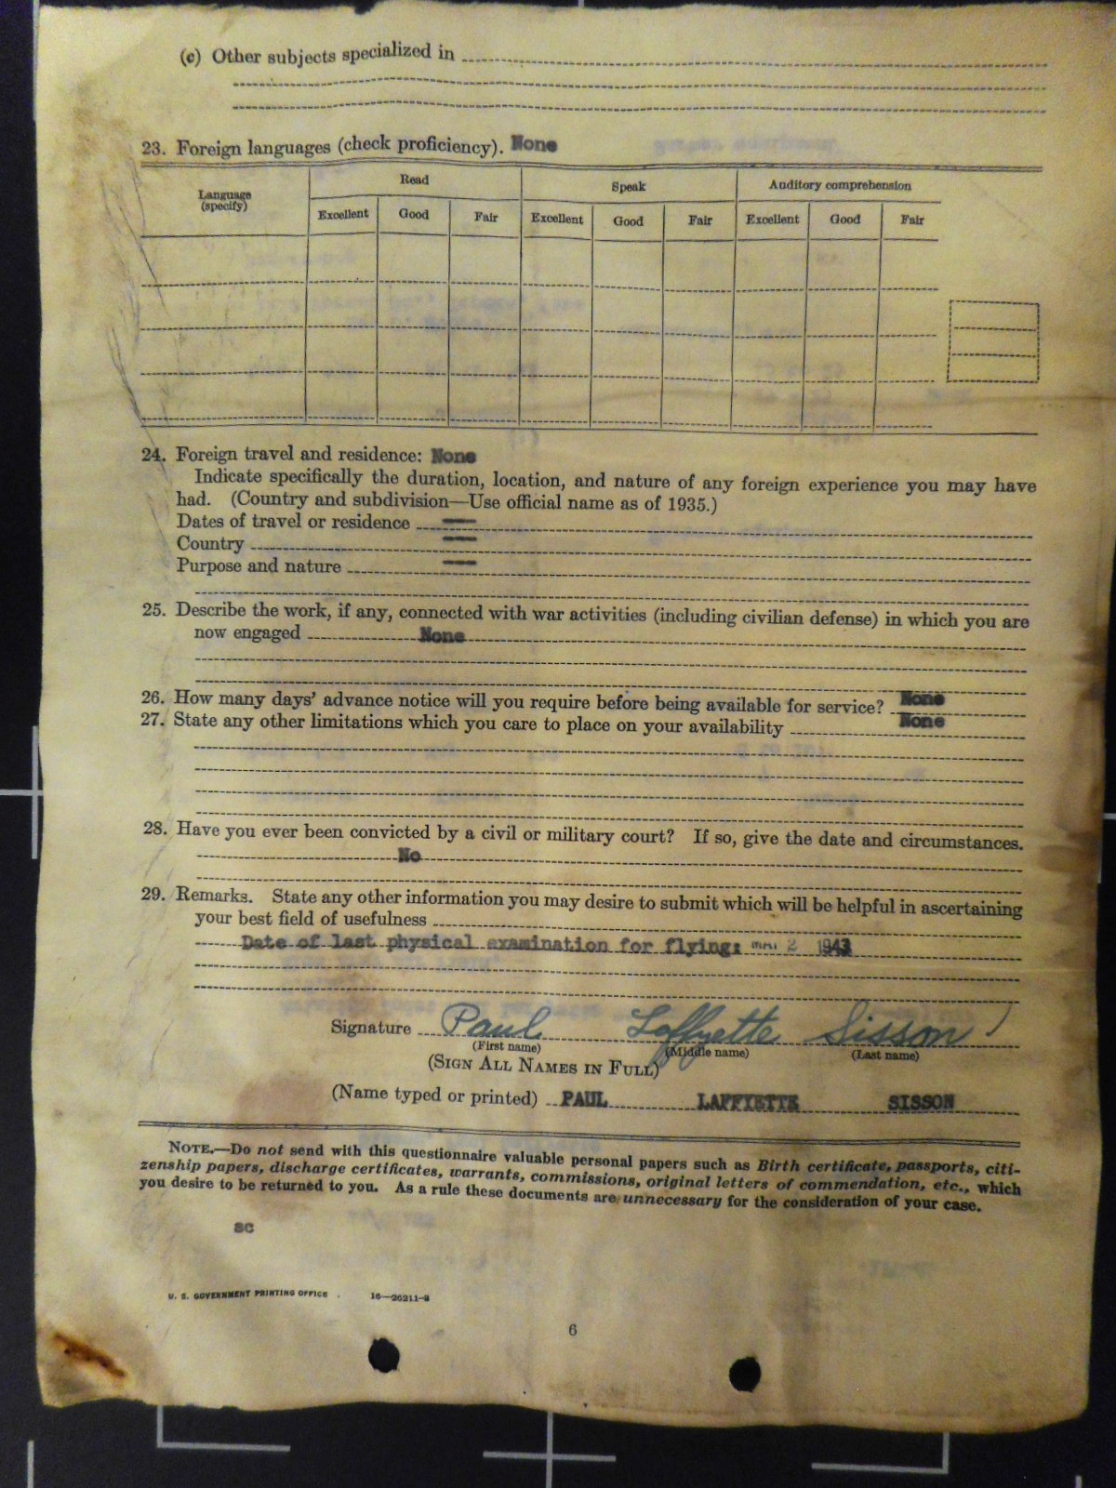 (c) Other subjects specialized in
23. Foreign languages (check proficiency). None
Language (specify) Read Speak Auditory comprehension
Excellent Good Fair Excellent Good Fair Excellent Good Fair
24. Foreign travel and residence: None
Indicate specifically the duration, location, and nature of any foreign experience you may have
had. (Country and subdivision—Use official name as of 1935.)
Dates of travel or residence —
Country —
Purpose and nature —
25. Describe the work, if any, connected with war activities (including civilian defense) in which you are
now engaged None
26. How many days' advance notice will you require before being available for service? None
27. State any other limitations which you care to place on your availability None
28. Have you ever been convicted by a civil or military court? If so, give the date and circumstances.
No
29. Remarks. State any other information you may desire to submit which will be helpful in ascertaining
your best field of usefulness
Date of last physical examination for flying: 2 1943
Signature Paul Laffyette Sisson
(First name) (Middle name) (Last name)
(SIGN ALL NAMES IN FULL)
(Name typed or printed) PAUL LAFFYETTE SISSON
NOTE.—Do not send with this questionnaire valuable personal papers such as Birth certificate, passports, citi-
zenship papers, discharge certificates, warrants, commissions, original letters of commendation, etc., which
you desire to be returned to you. As a rule these documents are unnecessary for the consideration of your case.
sc
U. S. GOVERNMENT PRINTING OFFICE 16—26211-3
6